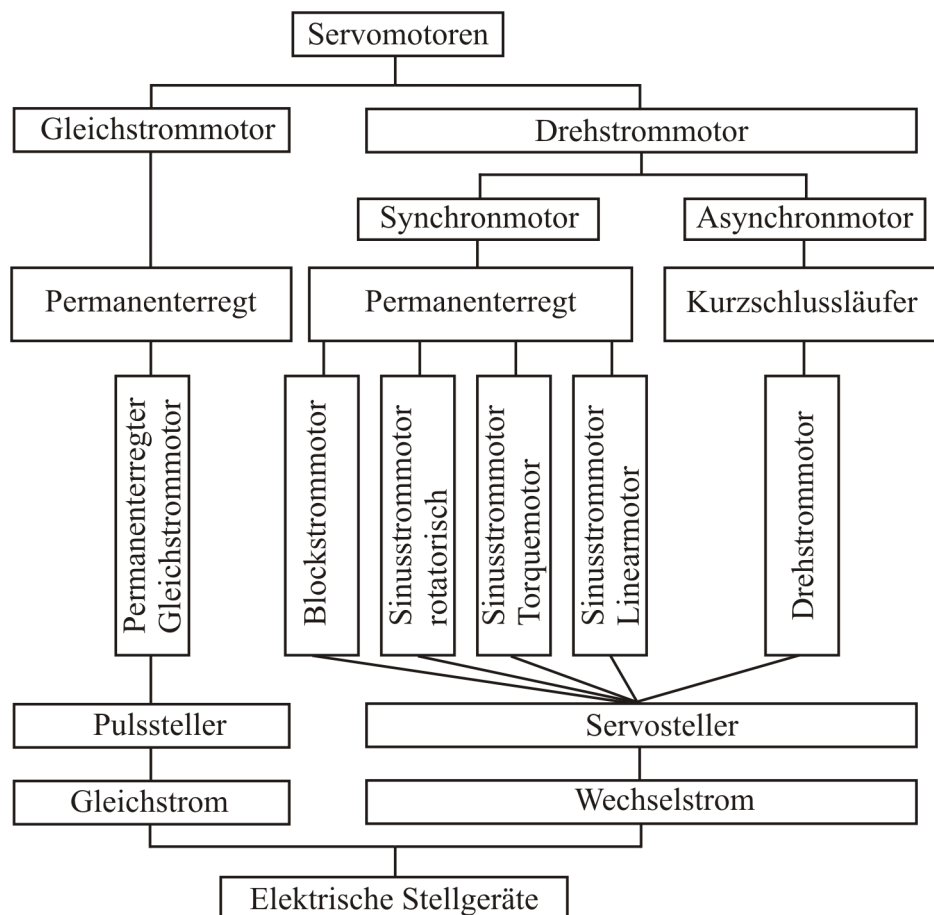 Servomotoren
Gleichstrommotor
Drehstrommotor
Synchronmotor
Asynchronmotor
Permanenterregt
Permanenterregt
Kurzschlussläufer
Permanenterregter
Gleichstrommotor
Blockstrommotor
Sinusstrommotor
rotatorisch
Sinusstrommotor
Torquemotor
Sinusstrommotor
Linearmotor
Drehstrommotor
Pulssteller
Servosteller
Gleichstrom
Wechselstrom
Elektrische Stellgeräte